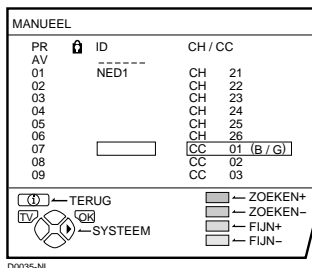 MANUEEL
PR ID CH / CC
AV ------
01 NED1 CH 21
02 CH 22
03 CH 23
04 CH 24
05 CH 25
06 CH 26
07 CC 01 (B / G)
08 CC 02
09 CC 03
i TERUG
TV OK
SYSTEEM
ZOEKEN+
ZOEKEN−
FIJN+
FIJN−
D0035-NL